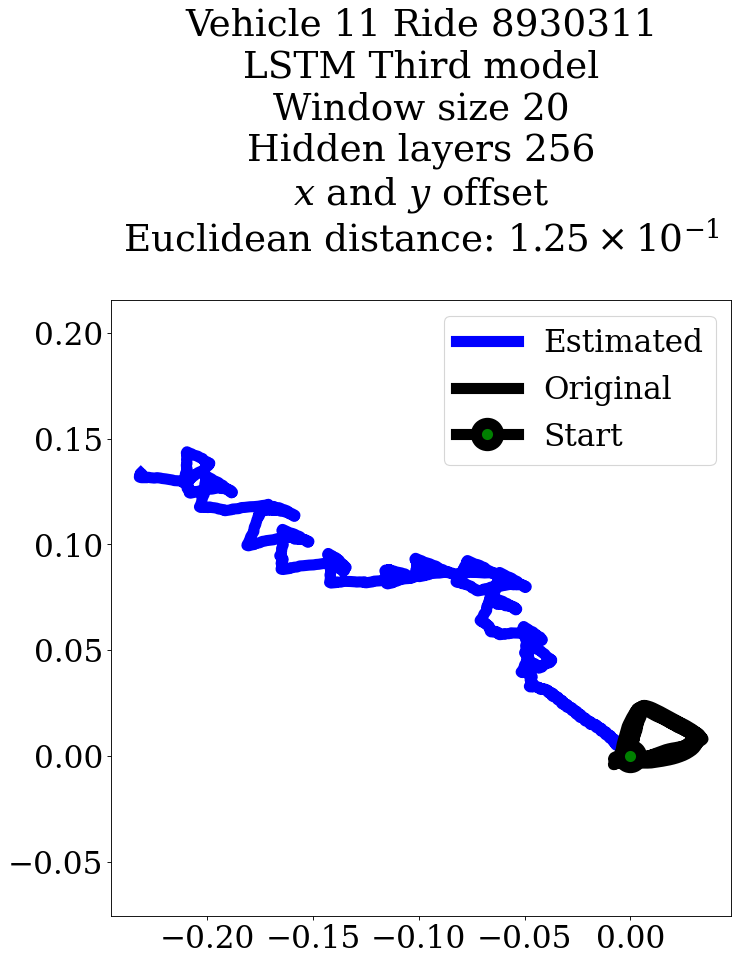 Vehicle 11 Ride 8930311
LSTM Third model
Window size 20
Hidden layers 256
x and y offset
Euclidean distance: 1.25 × 10⁻¹
Estimated
Original
Start
0.20
0.15
0.10
0.05
0.00
−0.05
−0.20 −0.15 −0.10 −0.05 0.00